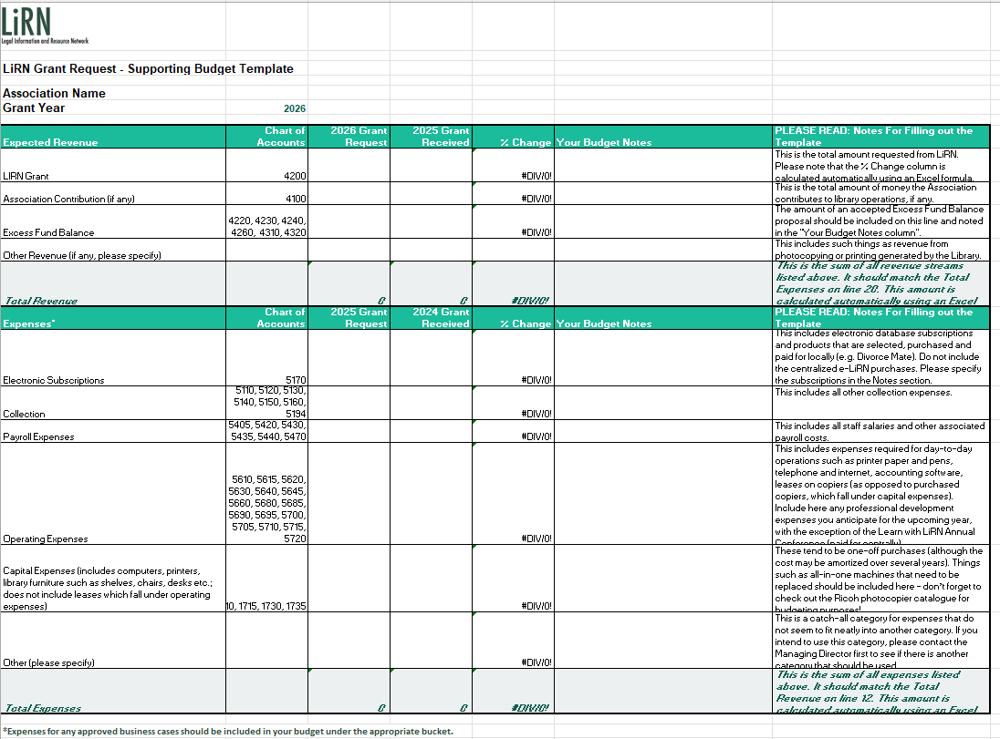 LiRN
Legal Information and Resource Network
LiRN Grant Request - Supporting Budget Template
Association Name
Grant Year 2026
Expected Revenue Chart of Accounts 2026 Grant Request 2025 Grant Received % Change Your Budget Notes PLEASE READ: Notes For Filling out the Template
LIRN Grant 4200 #DIV/0! This is the total amount requested from LiRN. Please note that the % Change column is calculated automatically using an Excel formula.
Association Contribution (if any) 4100 #DIV/0! This is the total amount of money the Association contributes to library operations, if any.
Excess Fund Balance 4220, 4230, 4240, 4260, 4310, 4320 #DIV/0! The amount of an accepted Excess Fund Balance proposal should be included on this line and noted in the "Your Budget Notes column".
Other Revenue (if any, please specify) This includes such things as revenue from photocopying or printing generated by the Library.
Total Revenue 0 0 #DIV/0! This is the sum of all revenue streams listed above. It should match the Total Expenses on line 20. This amount is calculated automatically using an Excel
Expenses* Chart of Accounts 2025 Grant Request 2024 Grant Received % Change Your Budget Notes PLEASE READ: Notes For Filling out the Template
Electronic Subscriptions 5170 #DIV/0! This includes electronic database subscriptions and products that are selected, purchased and paid for locally (e.g. Divorce Mate). Do not include the centralized e-LiRN purchases. Please specify the subscriptions in the Notes section.
Collection 5110, 5120, 5130, 5140, 5150, 5160, 5194 #DIV/0! This includes all other collection expenses.
Payroll Expenses 5405, 5420, 5430, 5435, 5440, 5470 #DIV/0! This includes all staff salaries and other associated payroll costs.
Operating Expenses 5610, 5615, 5620, 5630, 5640, 5645, 5660, 5680, 5685, 5690, 5695, 5700, 5705, 5710, 5715, 5720 #DIV/0! This includes expenses required for day-to-day operations such as printer paper and pens, telephone and internet, accounting software, leases on copiers (as opposed to purchased copiers, which fall under capital expenses). Include here any professional development expenses you anticipate for the upcoming year, with the exception of the Learn with LiRN Annual Conference (paid for centrally)
Capital Expenses (includes computers, printers, library furniture such as shelves, chairs, desks etc.; does not include leases which fall under operating expenses) 10, 1715, 1730, 1735 #DIV/0! These tend to be one-off purchases (although the cost may be amortized over several years). Things such as all-in-one machines that need to be replaced should be included here - don't forget to check out the Ricoh photocopier catalogue for budgeting purposes!
Other (please specify) #DIV/0! This is a catch-all category for expenses that do not seem to fit neatly into another category. If you intend to use this category, please contact the Managing Director first to see if there is another category that should be used
Total Expenses 0 0 #DIV/0! This is the sum of all expenses listed above. It should match the Total Revenue on line 12. This amount is calculated automatically using an Excel
*Expenses for any approved business cases should be included in your budget under the appropriate bucket.